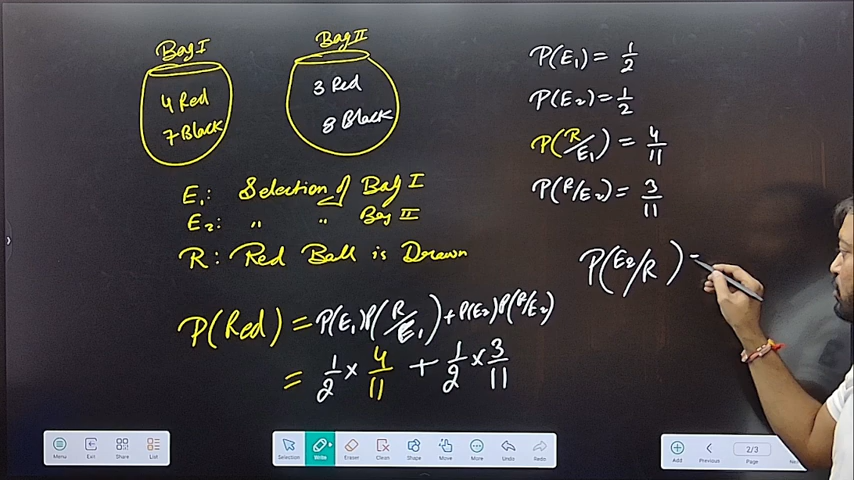 Bag I
4 Red
7 Black
Bag II
3 Red
8 Black
E₁: Selection of Bag I
E₂: " " Bag II
R: Red Ball is Drawn
P(Red) = P(E₁)P(R/E₁) + P(E₂)P(R/E₂)
= 1/2 × 4/11 + 1/2 × 3/11
P(E₁) = 1/2
P(E₂) = 1/2
P(R/E₁) = 4/11
P(R/E₂) = 3/11
P(E₂/R) =
Menu
Exit
Share
List
Selection
Write
Eraser
Clean
Shape
Move
More
Undo
Redo
Add
Previous
2/3
Page